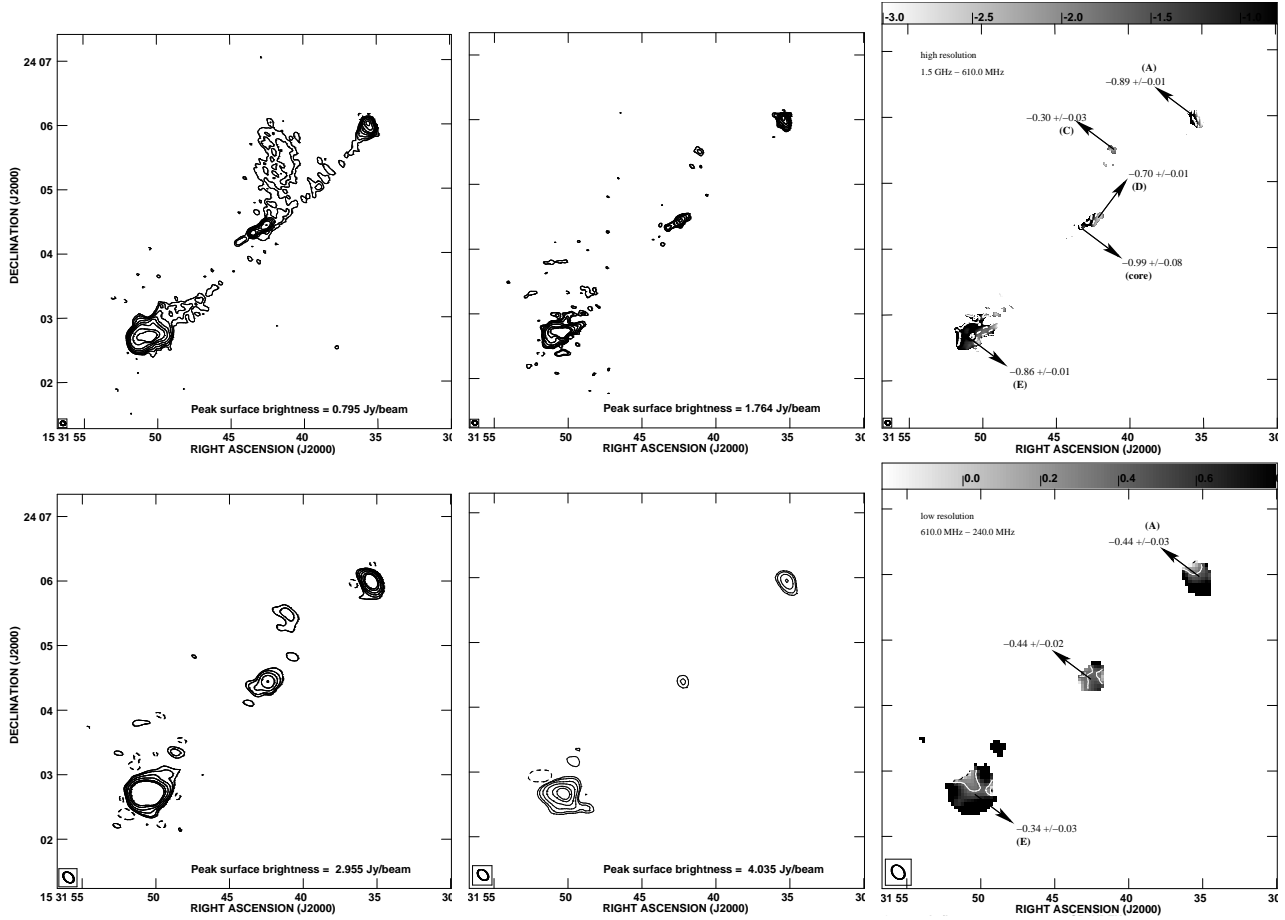 -3.0 -2.5 -2.0 -1.5 -1.0
24 07
06
05
04
03
02
DECLINATION (J2000)
Peak surface brightness = 0.795 Jy/beam
15 31 55 50 45 40 35 30
RIGHT ASCENSION (J2000)
Peak surface brightness = 1.764 Jy/beam
50 45 40 35 30
RIGHT ASCENSION (J2000)
high resolution
1.5 GHz − 610.0 MHz
(A)
−0.89 +/−0.01
−0.30 +/−0.03
(C)
−0.70 +/−0.01
(D)
−0.99 +/−0.08
(core)
−0.86 +/−0.01
(E)
15 31 55 50 45 40 35 30
RIGHT ASCENSION (J2000)
0.0 0.2 0.4 0.6
24 07
06
05
04
03
02
DECLINATION (J2000)
Peak surface brightness = 2.955 Jy/beam
15 31 55 50 45 40 35 30
RIGHT ASCENSION (J2000)
Peak surface brightness = 4.035 Jy/beam
50 45 40 35 30
RIGHT ASCENSION (J2000)
low resolution
610.0 MHz − 240.0 MHz
(A)
−0.44 +/−0.03
−0.44 +/−0.02
−0.34 +/−0.03
(E)
15 31 55 50 45 40 35 30
RIGHT ASCENSION (J2000)